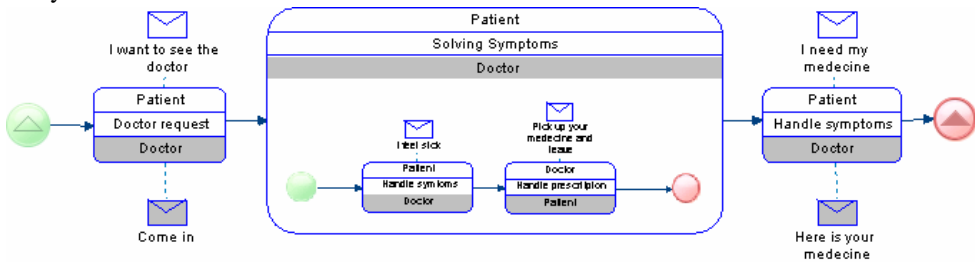 I want to see the
doctor
Patient
Doctor request
Doctor
Come in
Patient
Solving Symptoms
Doctor
I feel sick
Patient
Handle symtoms
Doctor
Pick up your
medecine and
leave
Doctor
Handle prescription
Patient
I need my
medecine
Patient
Handle symptoms
Doctor
Here is your
medecine